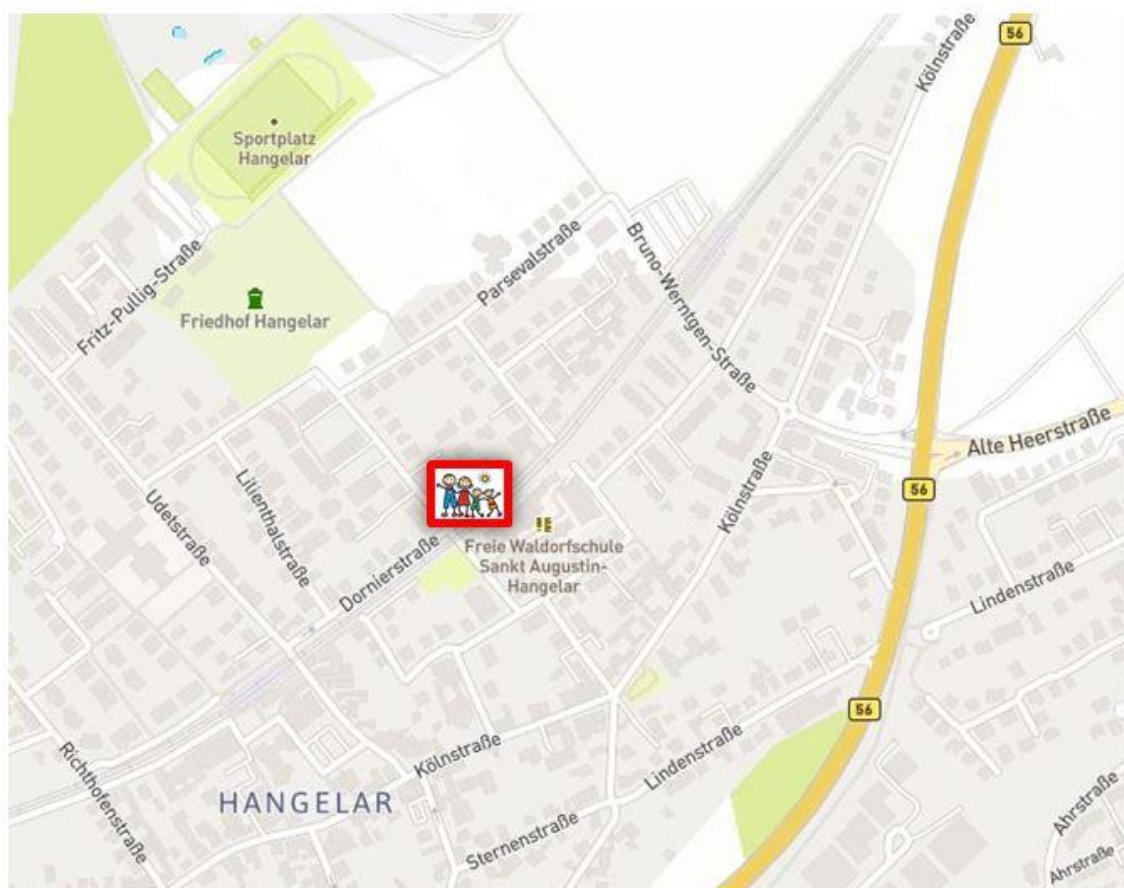 56
Kölnstraße
Sportplatz
Hangelar
Parsevalstraße
Bruno-Werntgen-Straße
Fritz-Pullig-Straße
Friedhof Hangelar
Alte Heerstraße
Lilienthalstraße
Udetstraße
Kölnstraße
56
Dornierstraße
Freie Waldorfschule
Sankt Augustin-
Hangelar
Lindenstraße
56
Kölnstraße
Lindenstraße
Richthofenstraße
HANGELAR
Sternenstraße
Ahrstraße
Ahrstraße